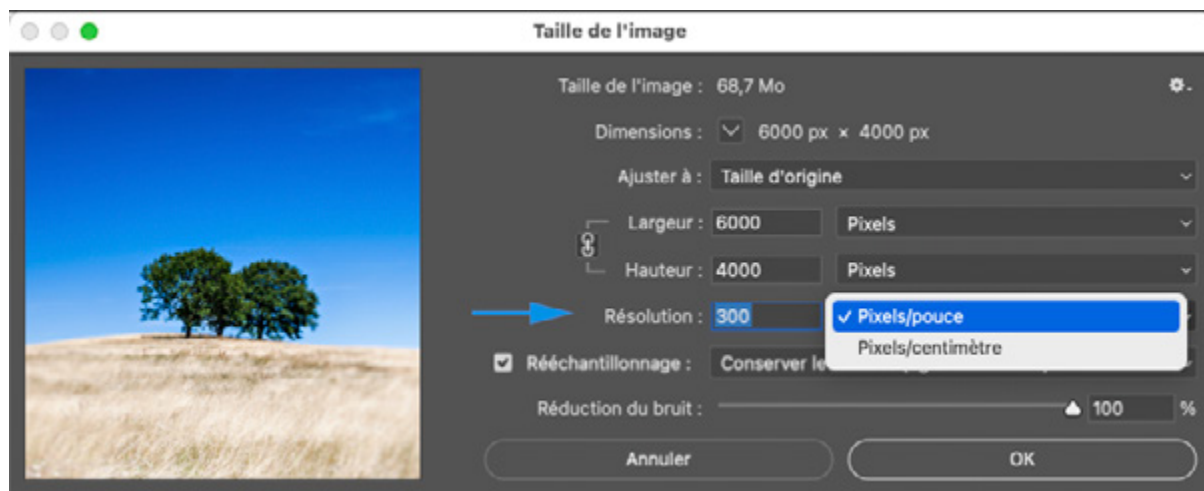 Taille de l'image
Taille de l'image : 68,7 Mo
Dimensions : 6000 px × 4000 px
Ajuster à : Taille d'origine
Largeur : 6000 Pixels
Hauteur : 4000 Pixels
Résolution : 300 Pixels/pouce
Pixels/centimètre
Rééchantillonnage : Conserver le
Réduction du bruit : 100 %
Annuler OK